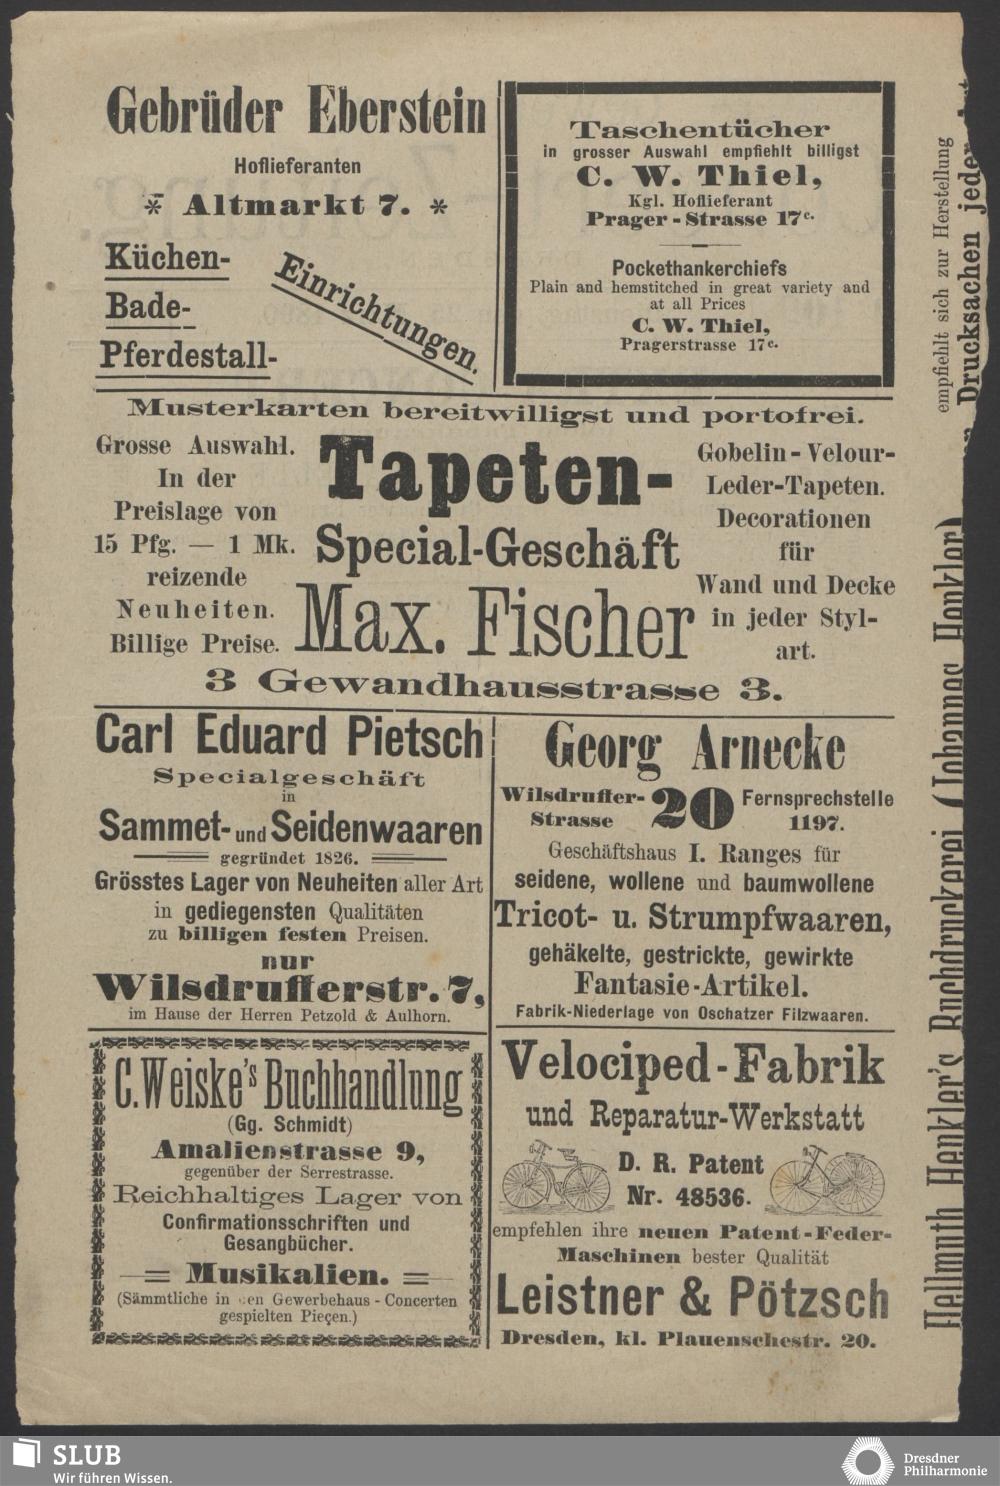 Gebrüder Eberstein
Hoflieferanten
* Altmarkt 7. *
Küchen-
Bade-
Pferdestall-
Einrichtungen.
Taschentücher
in grosser Auswahl empfiehlt billigst
C. W. Thiel,
Kgl. Hoflieferant
Prager-Strasse 17c.
Pockethankerchiefs
Plain and hemstitched in great variety and
at all Prices
C. W. Thiel,
Pragerstrasse 17c.
Musterkarten bereitwilligst und portofrei.
Grosse Auswahl.
In der
Preislage von
15 Pfg. — 1 Mk.
reizende
Neuheiten.
Billige Preise.
Tapeten-
Special-Geschäft
Max. Fischer
Gobelin-Velour-
Leder-Tapeten.
Decorationen
für
Wand und Decke
in jeder Styl-
art.
3 Gewandhausstrasse 3.
Carl Eduard Pietsch
Specialgeschäft
in
Sammet- und Seidenwaaren
gegründet 1826.
Grösstes Lager von Neuheiten aller Art
in gediegensten Qualitäten
zu billigen festen Preisen.
nur
Wilsdrufferstr. 7,
im Hause der Herren Petzold & Aulhorn.
Georg Arnecke
Wilsdruffer-
Strasse
20
Fernsprechstelle
1197.
Geschäftshaus I. Ranges für
seidene, wollene und baumwollene
Tricot- u. Strumpfwaaren,
gehäkelte, gestrickte, gewirkte
Fantasie-Artikel.
Fabrik-Niederlage von Oschatzer Filzwaaren.
C. Weiske's Buchhandlung
(Gg. Schmidt)
Amalienstrasse 9,
gegenüber der Serrestrasse.
Reichhaltiges Lager von
Confirmationsschriften und
Gesangbücher.
Musikalien.
(Sämmtliche in Gewerbehaus-Concerten
gespielten Pieçen.)
Velociped-Fabrik
und Reparatur-Werkstatt
D. R. Patent
Nr. 48536.
empfehlen ihre neuen Patent-Feder-
Maschinen bester Qualität
Leistner & Pötzsch
Dresden, kl. Plauenschestr. 20.
Hellmuth Henkler's Buchdruckerei (Johannes Henkler)
empfiehlt sich zur Herstellung
Drucksachen jeder
SLUB
Wir führen Wissen.
Dresdner
Philharmonie